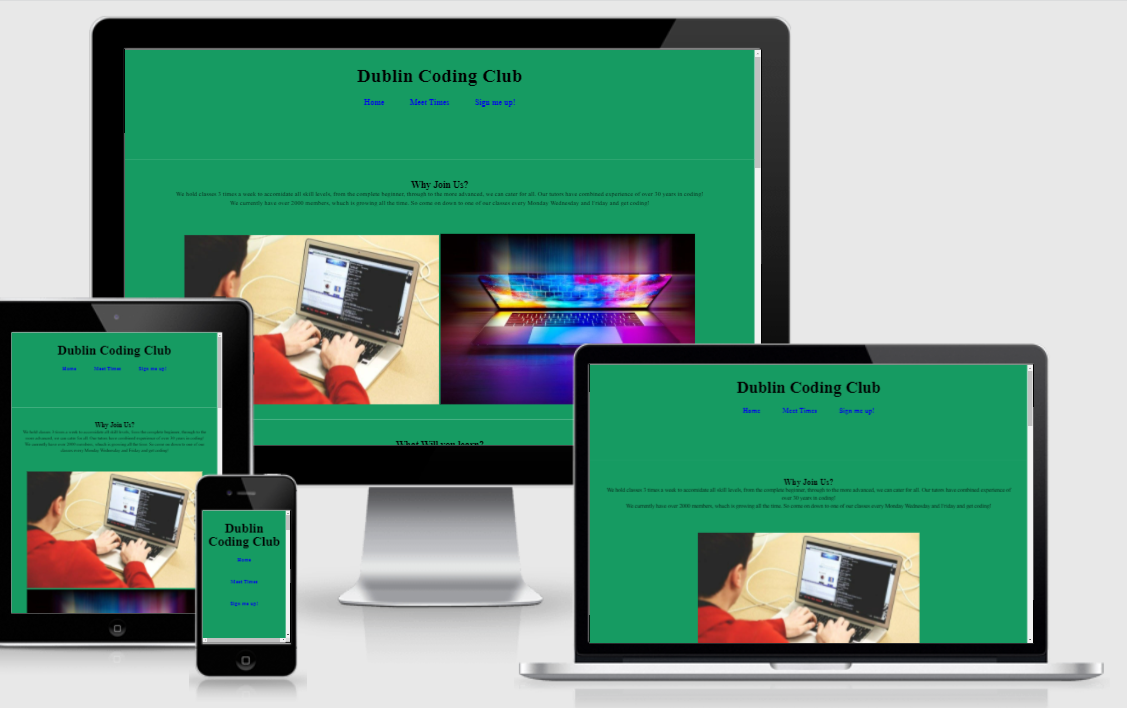 Dublin Coding Club
Home Meet Times Sign me up!
Why Join Us?
We hold classes 3 times a week to accomidate all skill levels, from the complete beginner, through to the more advanced, we can cater for all. Our tutors have combined experience of over 30 years in coding!
We currently have over 2000 members, which is growing all the time. So come on down to one of our classes every Monday Wednesday and Friday and get coding!
What Will you learn?
Dublin Coding Club
Home Meet Times Sign me up!
Why Join Us?
We hold classes 3 times a week to accomidate all skill levels, from the complete beginner, through to the
more advanced, we can cater for all. Our tutors have combined experience of over 30 years in coding!
We currently have over 2000 members, which is growing all the time. So come on down to one of our
classes every Monday Wednesday and Friday and get coding!
Dublin
Coding Club
Home
Meet Times
Sign me up!
Dublin Coding Club
Home Meet Times Sign me up!
Why Join Us?
We hold classes 3 times a week to accomidate all skill levels, from the complete beginner, through to the more advanced, we can cater for all. Our tutors have combined experience of
over 30 years in coding!
We currently have over 2000 members, which is growing all the time. So come on down to one of our classes every Monday Wednesday and Friday and get coding!